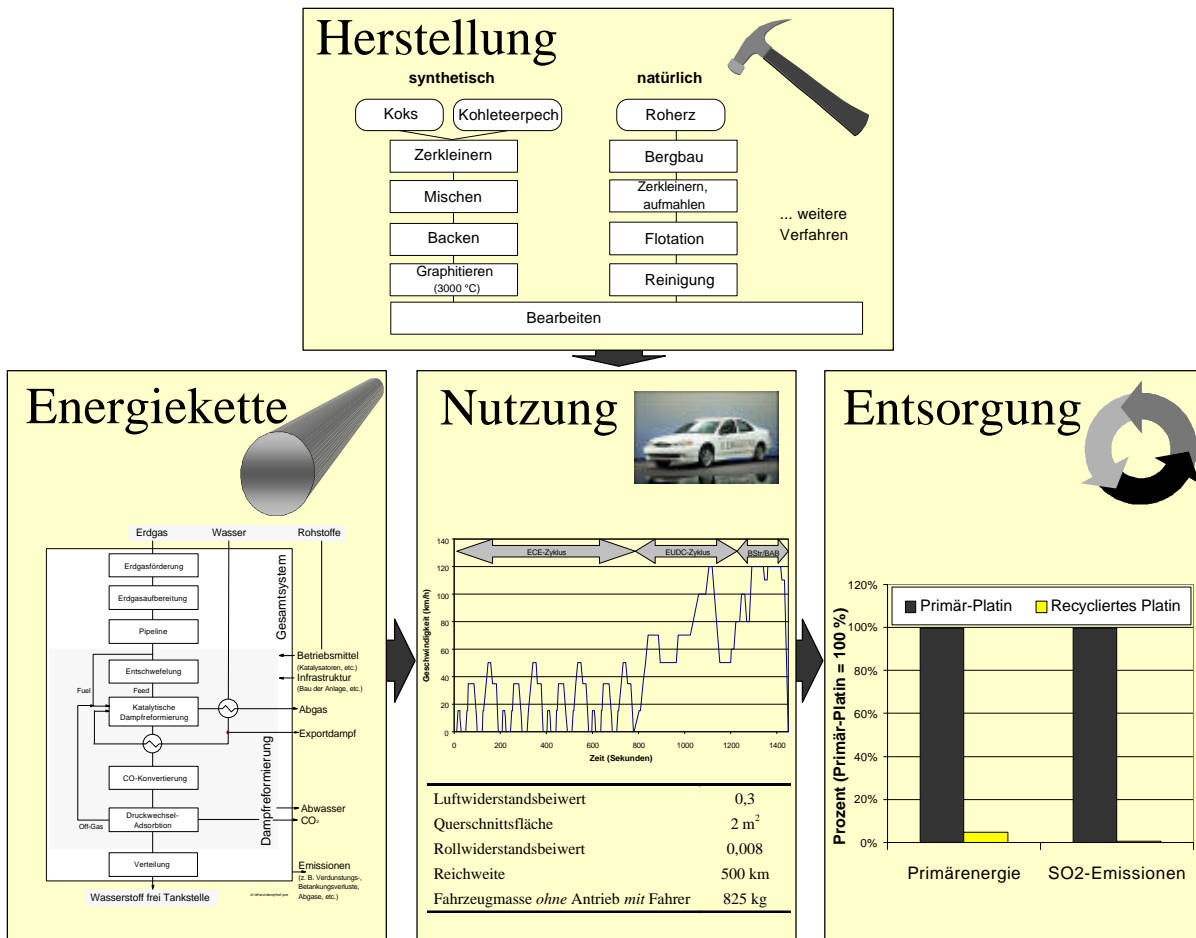 Herstellung
synthetisch
natürlich
Koks
Kohleteerpech
Roherz
Zerkleinern
Bergbau
Mischen
Zerkleinern,
aufmahlen
Backen
Flotation
Graphitieren
(3000 °C)
Reinigung
... weitere
Verfahren
Bearbeiten
Energiekette
Erdgas
Wasser
Rohstoffe
Erdgasförderung
Erdgasaufbereitung
Pipeline
Gesamtsystem
Entschwefelung
Fuel
Feed
Katalytische
Dampfreformierung
CO-Konvertierung
Druckwechsel-
Adsorbtion
Off-Gas
Dampfreformierung
Verteilung
Wasserstoff frei Tankstelle
Betriebsmittel
(Katalysatoren, etc.)
Infrastruktur
(Bau der Anlage, etc.)
Abgas
Exportdampf
Abwasser
CO₂
Emissionen
(z. B. Verdunstungs-,
Betankungsverluste,
Abgase, etc.)
Nutzung
Geschwindigkeit (km/h)
140
120
100
80
60
40
20
0
ECE-Zyklus
EUDC-Zyklus
BStr/BAB
0 200 400 600 800 1000 1200 1400
Zeit (Sekunden)
Luftwiderstandsbeiwert 0,3
Querschnittsfläche 2 m²
Rollwiderstandsbeiwert 0,008
Reichweite 500 km
Fahrzeugmasse ohne Antrieb mit Fahrer 825 kg
Entsorgung
Prozent (Primär-Platin = 100 %)
120%
100%
80%
60%
40%
20%
0%
Primär-Platin
Recycliertes Platin
Primärenergie
SO2-Emissionen